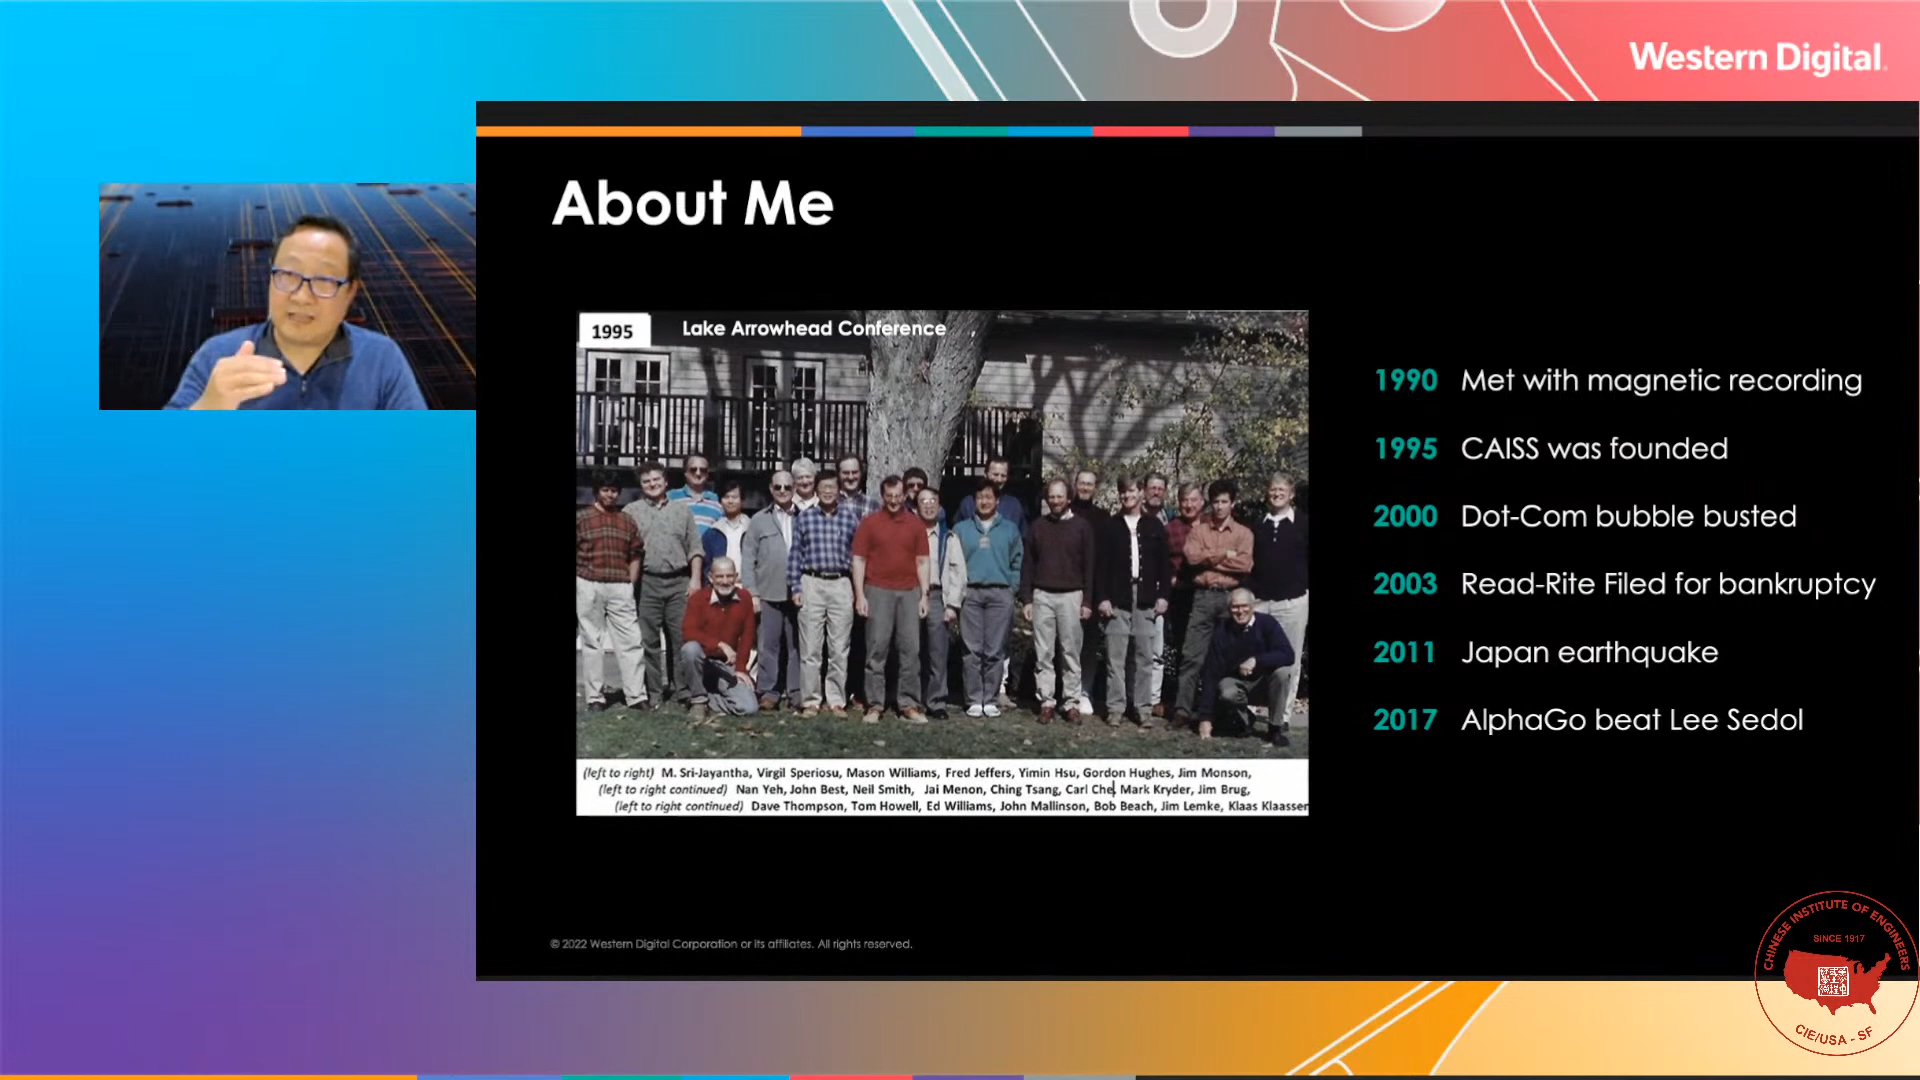 Western Digital.
About Me
1995 Lake Arrowhead Conference
1990 Met with magnetic recording
1995 CAISS was founded
2000 Dot-Com bubble busted
2003 Read-Rite Filed for bankruptcy
2011 Japan earthquake
2017 AlphaGo beat Lee Sedol
(left to right) M. Sri-Jayantha, Virgil Speriosu, Mason Williams, Fred Jeffers, Yimin Hsu, Gordon Hughes, Jim Monson,
(left to right continued) Nan Yeh, John Best, Neil Smith, Jai Menon, Ching Tsang, Carl Che, Mark Kryder, Jim Brug,
(left to right continued) Dave Thompson, Tom Howell, Ed Williams, John Mallinson, Bob Beach, Jim Lemke, Klaas Klaassen
© 2022 Western Digital Corporation or its affiliates. All rights reserved.
CHINESE INSTITUTE OF ENGINEERS
SINCE 1917
CIE/USA - SF